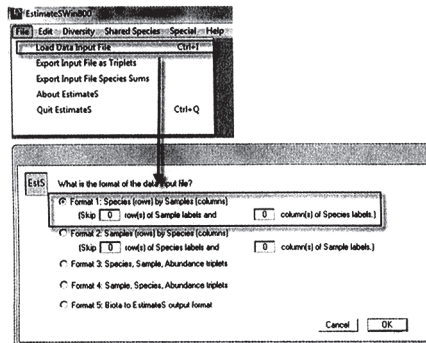 EstimateSWin800
File Edit Diversity Shared Species Special Help
Load Data Input File Ctrl+I
Export Input File as Triplets
Export Input File Species Sums
About EstimateS
Quit EstimateS Ctrl+Q
EstS What is the format of the data input file?
Format 1: Species (rows) by Samples (columns)
(Skip 0 row(s) of Sample labels and 0 column(s) of Species labels.)
Format 2: Samples (rows) by Species (columns)
(Skip 0 row(s) of Species labels and 0 column(s) of Sample labels.)
Format 3: Species, Sample, Abundance triplets
Format 4: Sample, Species, Abundance triplets
Format 5: Biota to EstimateS output format
Cancel OK